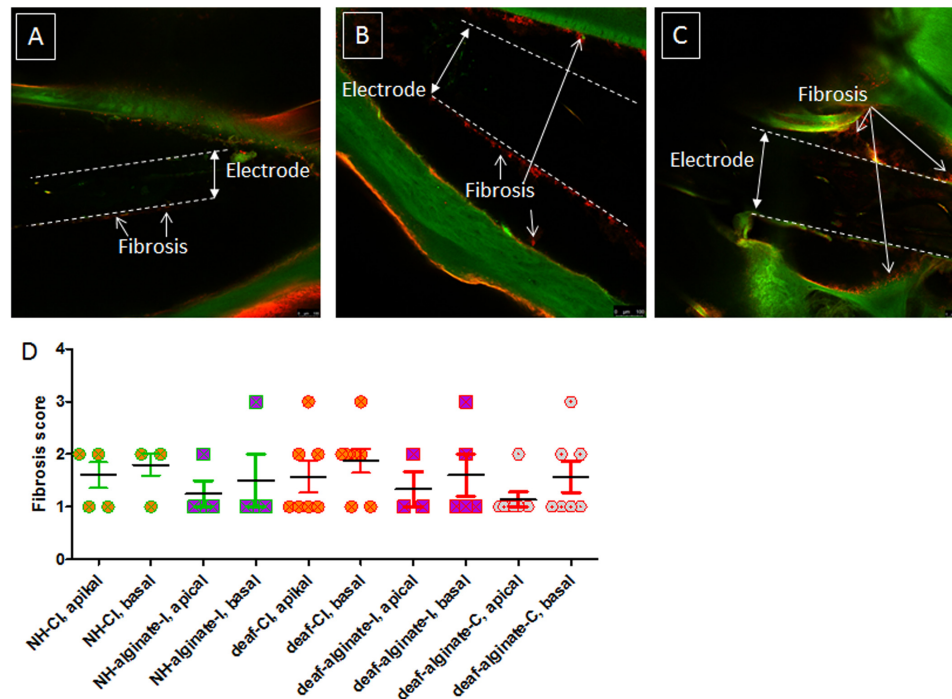 A
Electrode
Fibrosis
B
Electrode
Fibrosis
C
Fibrosis
Electrode
D
Fibrosis score
4
3
2
1
0
NH-CI, apikal
NH-CI, basal
NH-alginate-I, apical
NH-alginate-I, basal
deaf-CI, apikal
deaf-CI, basal
deaf-alginate-I, apical
deaf-alginate-I, basal
deaf-alginate-C, apical
deaf-alginate-C, basal